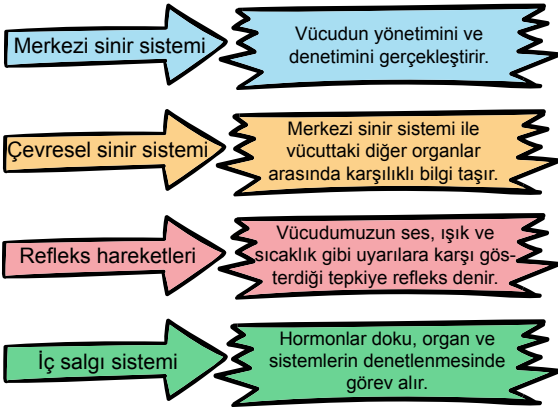 Merkezi sinir sistemi
Vücudun yönetimini ve
denetimini gerçekleştirir.
Çevresel sinir sistemi
Merkezi sinir sistemi ile
vücuttaki diğer organlar
arasında karşılıklı bilgi taşır.
Refleks hareketleri
Vücudumuzun ses, ışık ve
sıcaklık gibi uyarılara karşı gös-
terdiği tepkiye refleks denir.
İç salgı sistemi
Hormonlar doku, organ ve
sistemlerin denetlenmesinde
görev alır.